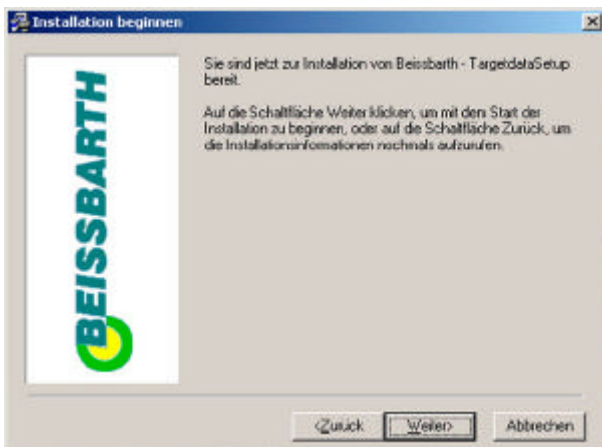 Installation beginnen
Sie sind jetzt zur Installation von Beissbarth - TargetdataSetup
bereit.
Auf die Schaltfläche Weiter klicken, um mit dem Start der
Installation zu beginnen, oder auf die Schaltfläche Zurück, um
die Installationsinformationen nochmals aufzurufen.
BEISSBARTH
<Zurück
Weiter>
Abbrechen